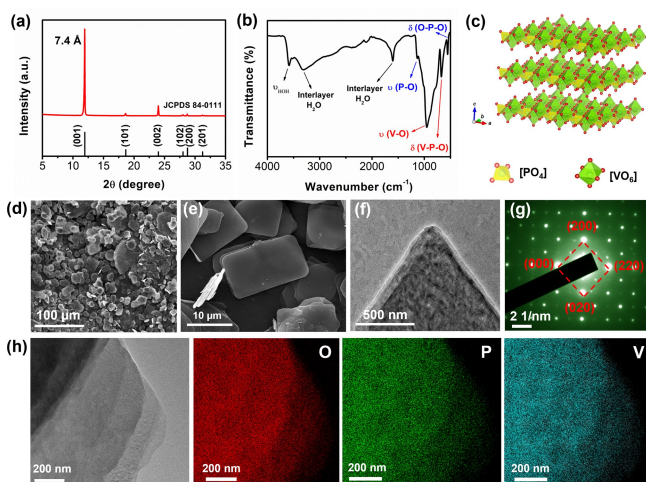 (a)
7.4 Å
JCPDS 84-0111
(001)
(101)
(002)
(102)
(200)
(201)
Intensity (a.u.)
5 10 15 20 25 30 35
2θ (degree)
(b)
δ (O-P-O)
υHOH
Interlayer
H2O
Interlayer
H2O
υ (P-O)
υ (V-O)
δ (V-P-O)
Transmittance (%)
4000 3000 2000 1000
Wavenumber (cm-1)
(c)
c
b
a
[PO4]
[VO6]
(d)
100 μm
(e)
10 μm
(f)
500 nm
(g)
(200)
(000)
(220)
(020)
2 1/nm
(h)
200 nm
O
200 nm
P
200 nm
V
200 nm